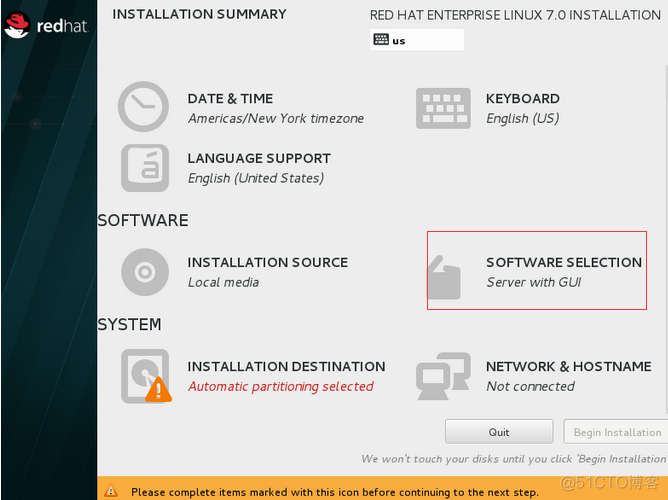 redhat.
INSTALLATION SUMMARY
RED HAT ENTERPRISE LINUX 7.0 INSTALLATION
us
DATE & TIME
Americas/New York timezone
KEYBOARD
English (US)
LANGUAGE SUPPORT
English (United States)
SOFTWARE
INSTALLATION SOURCE
Local media
SOFTWARE SELECTION
Server with GUI
SYSTEM
INSTALLATION DESTINATION
Automatic partitioning selected
NETWORK & HOSTNAME
Not connected
Quit
Begin Installation
We won't touch your disks until you click 'Begin Installation
Please complete items marked with this icon before continuing to the next step.
@51CTO博客